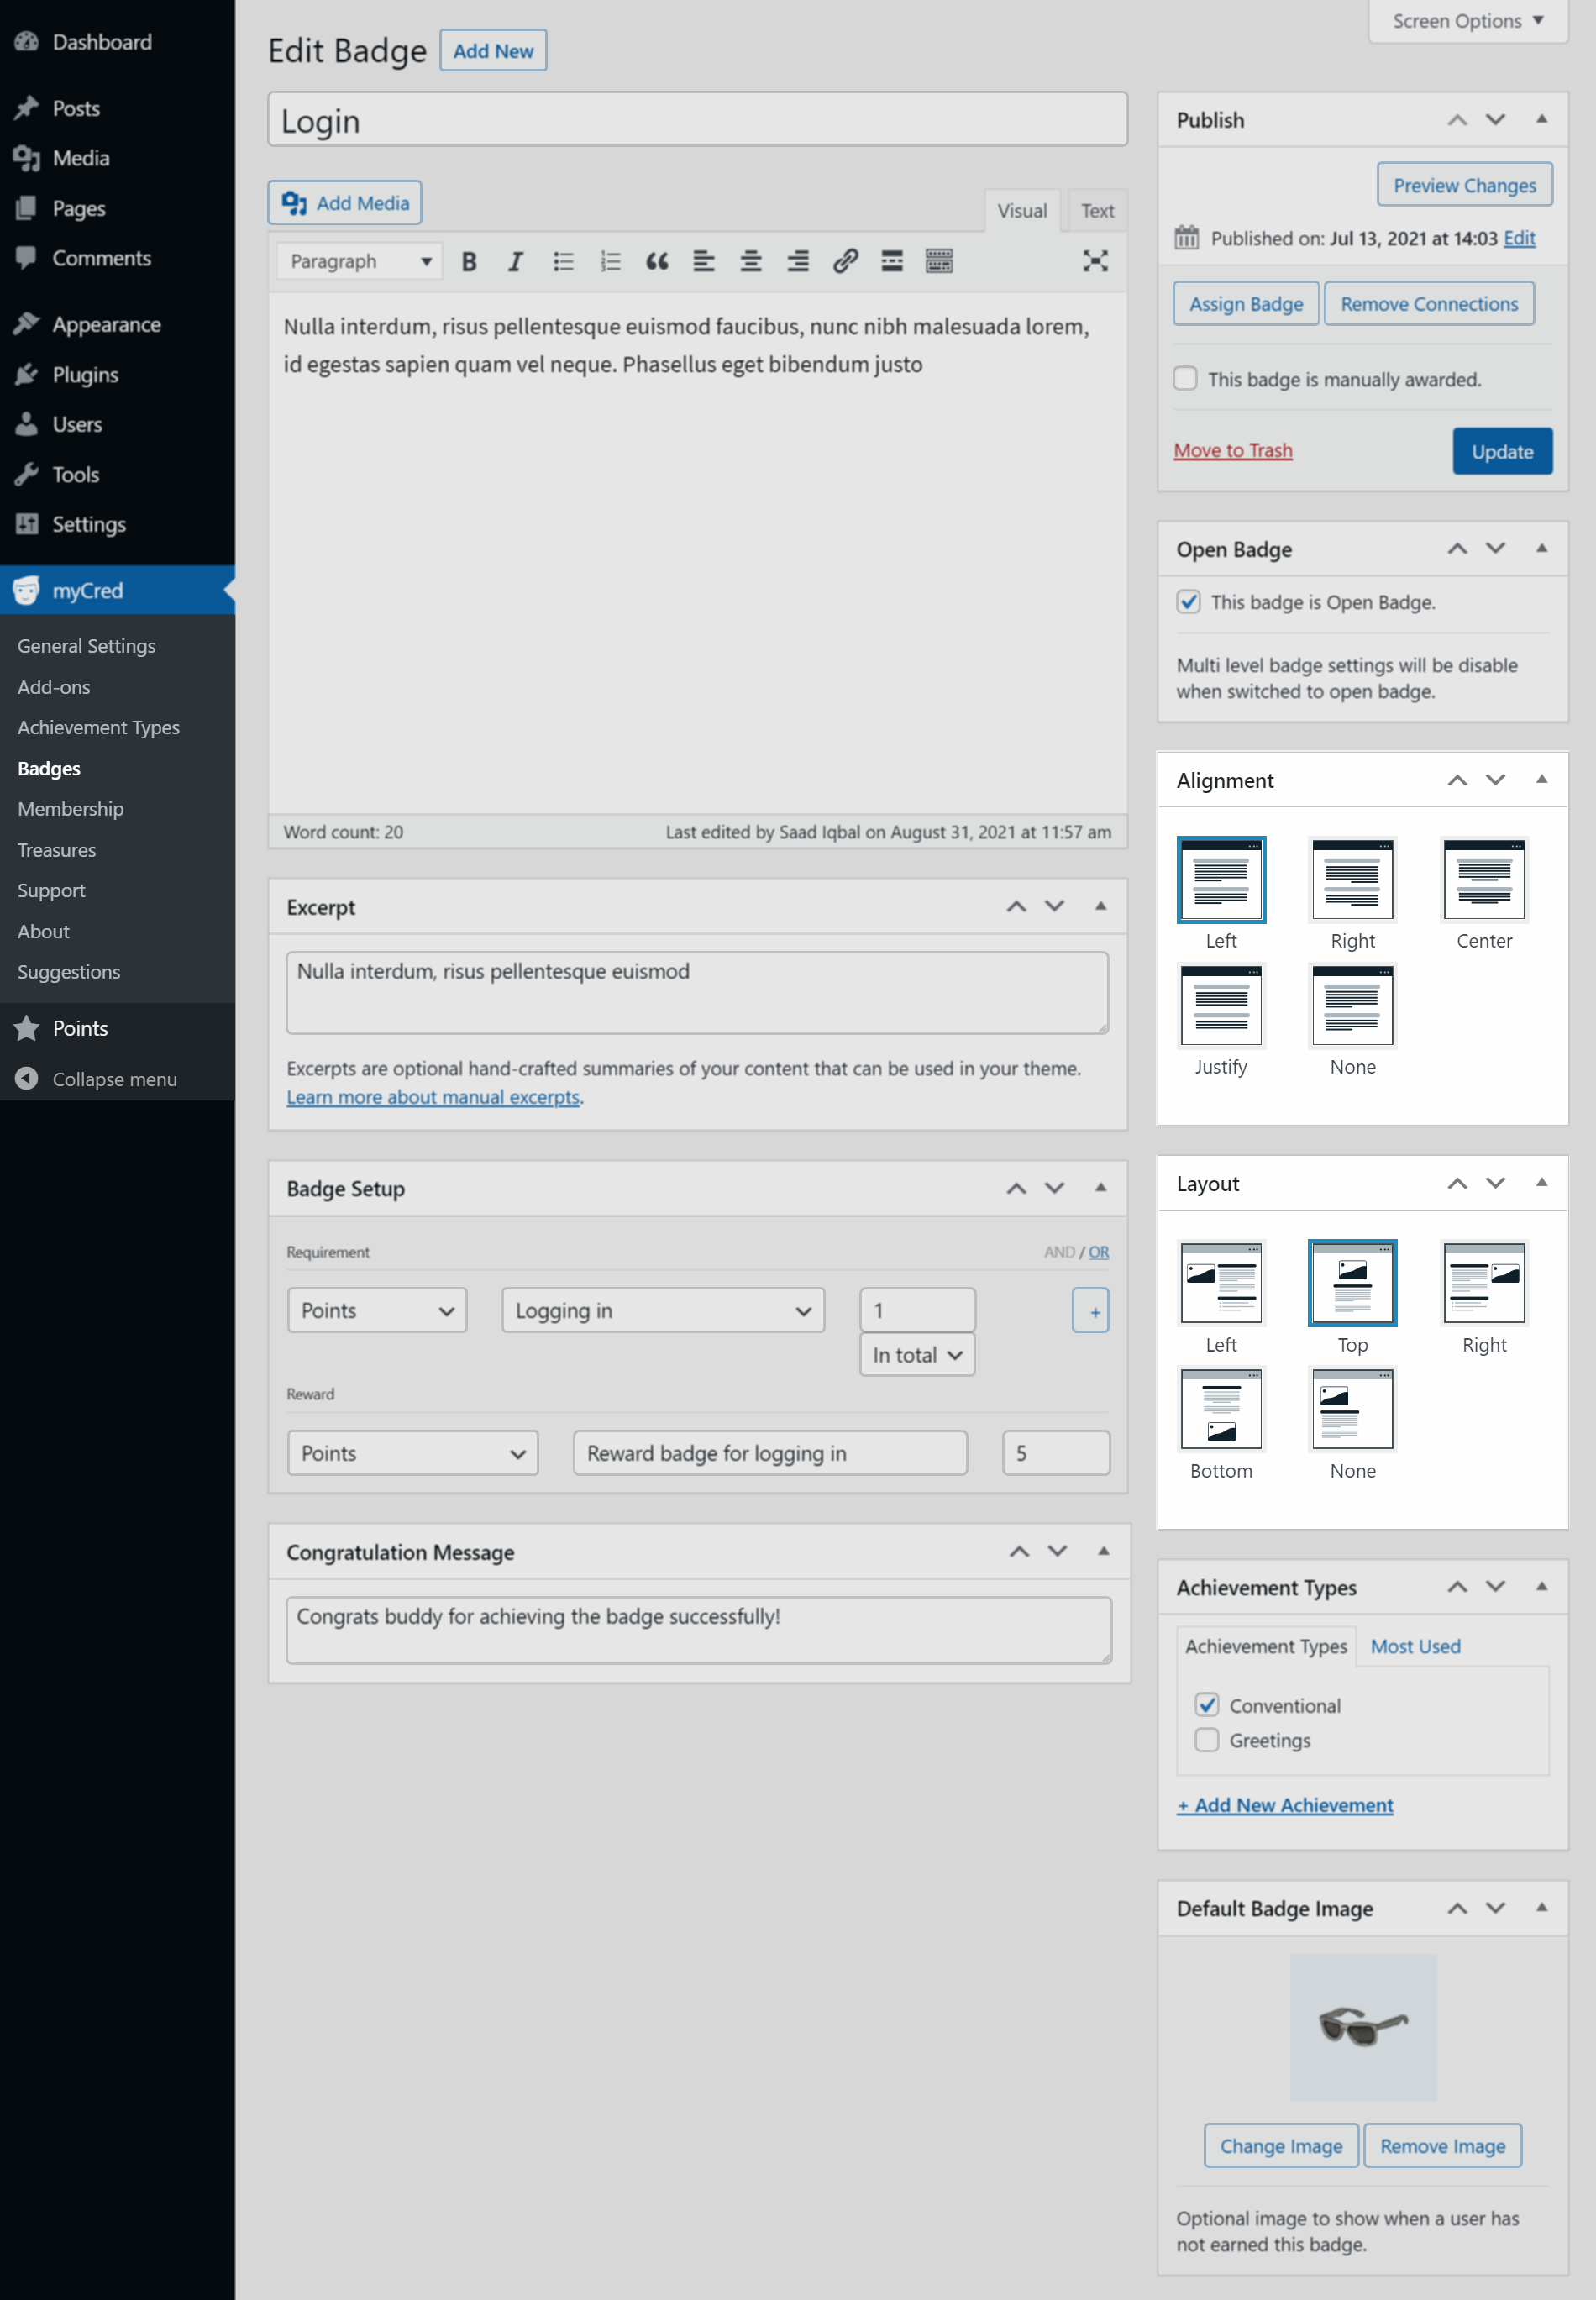 Dashboard
Posts
Media
Pages
Comments
Appearance
Plugins
Users
Tools
Settings
myCred
General Settings
Add-ons
Achievement Types
Badges
Membership
Treasures
Support
About
Suggestions
Points
Collapse menu
Screen Options
Edit Badge
Add New
Login
Add Media
Visual
Text
Paragraph
Nulla interdum, risus pellentesque euismod faucibus, nunc nibh malesuada lorem,
id egestas sapien quam vel neque. Phasellus eget bibendum justo
Word count: 20
Last edited by Saad Iqbal on August 31, 2021 at 11:57 am
Excerpt
Nulla interdum, risus pellentesque euismod
Excerpts are optional hand-crafted summaries of your content that can be used in your theme.
Learn more about manual excerpts.
Badge Setup
Requirement
AND / OR
Points
Logging in
1
+
In total
Reward
Points
Reward badge for logging in
5
Congratulation Message
Congrats buddy for achieving the badge successfully!
Publish
Preview Changes
Published on: Jul 13, 2021 at 14:03 Edit
Assign Badge
Remove Connections
This badge is manually awarded.
Move to Trash
Update
Open Badge
This badge is Open Badge.
Multi level badge settings will be disable
when switched to open badge.
Alignment
Left
Right
Center
Justify
None
Layout
Left
Top
Right
Bottom
None
Achievement Types
Achievement Types
Most Used
Conventional
Greetings
+ Add New Achievement
Default Badge Image
Change Image
Remove Image
Optional image to show when a user has
not earned this badge.